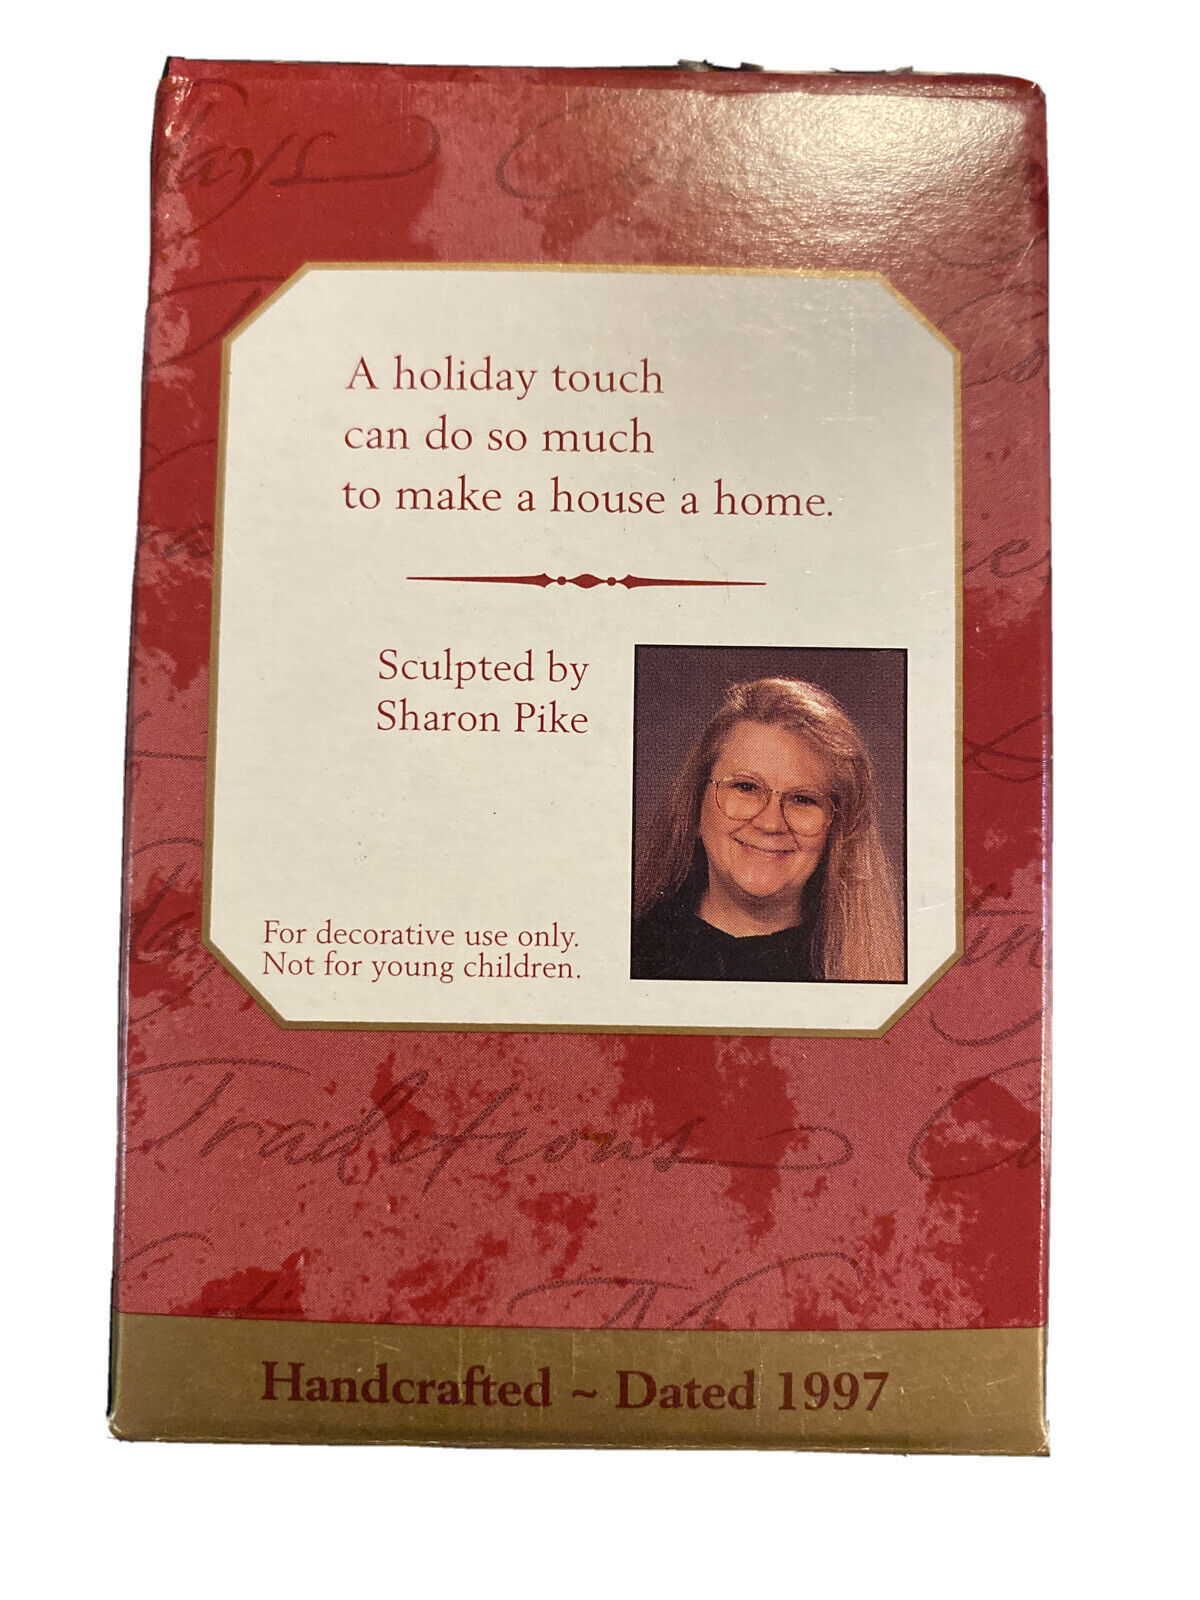 A holiday touch
can do so much
to make a house a home.
Sculpted by
Sharon Pike
For decorative use only.
Not for young children.
Traditions
Handcrafted ~ Dated 1997